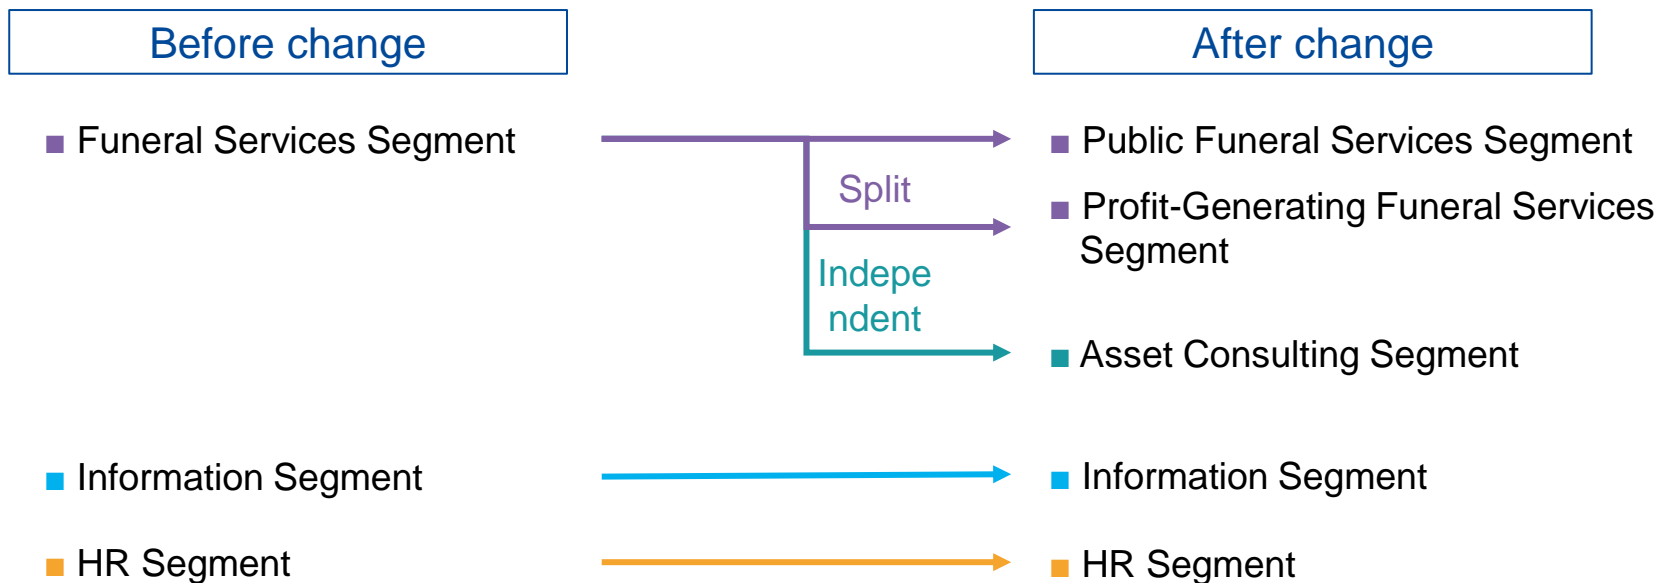 Before change
After change
■ Funeral Services Segment
■ Public Funeral Services Segment
Split
■ Profit-Generating Funeral Services
Segment
Indepe
ndent
■ Asset Consulting Segment
■ Information Segment
■ Information Segment
■ HR Segment
■ HR Segment